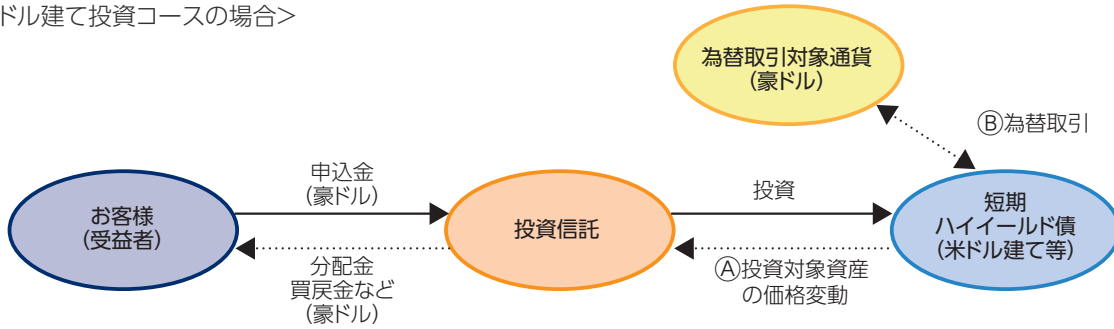 ドル建て投資コースの場合>
為替取引対象通貨
(豪ドル)
Ⓑ為替取引
お客様
(受益者)
申込金
(豪ドル)
投資信託
投資
短期
ハイイールド債
(米ドル建て等)
分配金
買戻金など
(豪ドル)
Ⓐ投資対象資産
の価格変動